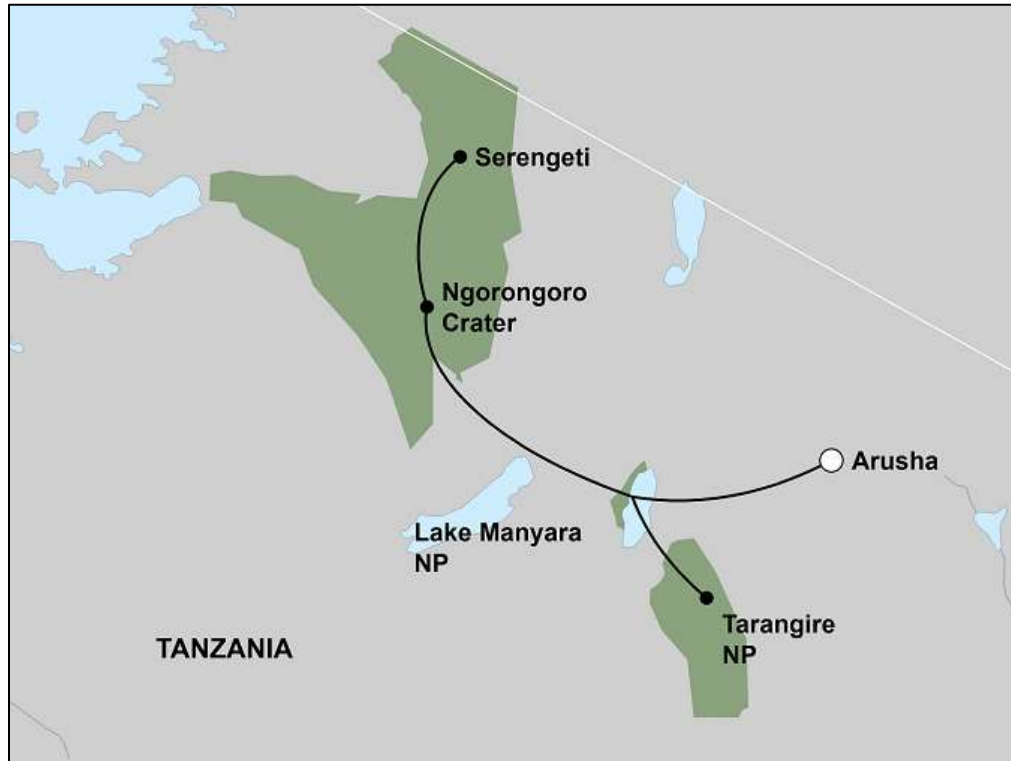 Serengeti
Ngorongoro
Crater
Arusha
Lake Manyara
NP
Tarangire
NP
TANZANIA